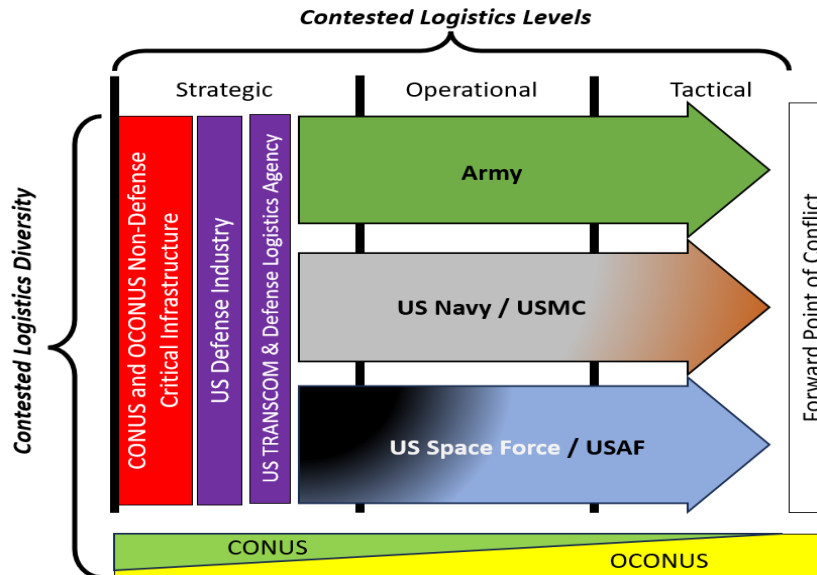 Contested Logistics Levels
Strategic
Operational
Tactical
Contested Logistics Diversity
CONUS and OCONUS Non-Defense
Critical Infrastructure
US Defense Industry
US TRANSCOM & Defense Logistics Agency
Army
US Navy / USMC
US Space Force / USAF
Forward Point of Conflict
CONUS
OCONUS